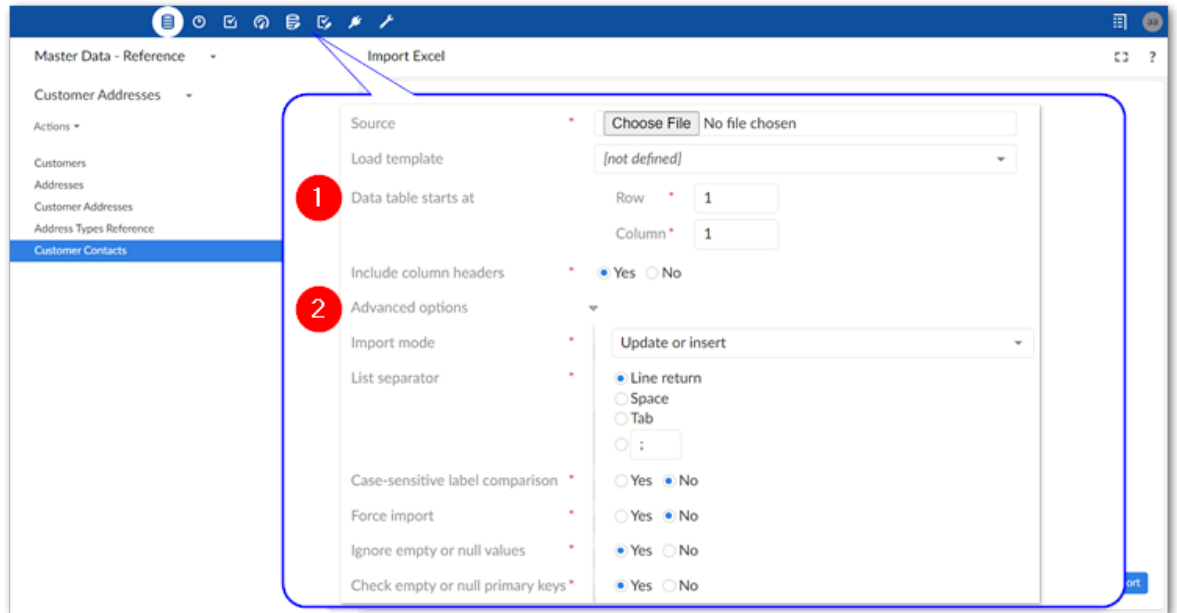 aa
Master Data - Reference
Import Excel
?
Customer Addresses
Actions
Customers
Addresses
Customer Addresses
Address Types Reference
Customer Contacts
Source * Choose File No file chosen
Load template [not defined]
1 Data table starts at Row * 1
Column * 1
Include column headers * Yes No
2 Advanced options
Import mode * Update or insert
List separator * Line return
Space
Tab
;
Case-sensitive label comparison * Yes No
Force import * Yes No
Ignore empty or null values * Yes No
Check empty or null primary keys * Yes No
ort